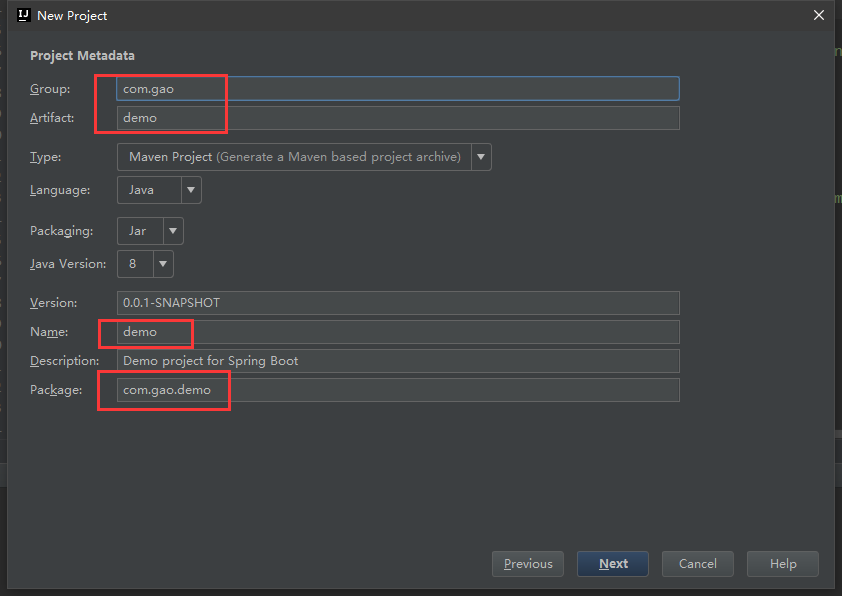 IJ New Project
Project Metadata
Group: com.gao
Artifact: demo
Type: Maven Project (Generate a Maven based project archive)
Language: Java
Packaging: Jar
Java Version: 8
Version: 0.0.1-SNAPSHOT
Name: demo
Description: Demo project for Spring Boot
Package: com.gao.demo
Previous Next Cancel Help